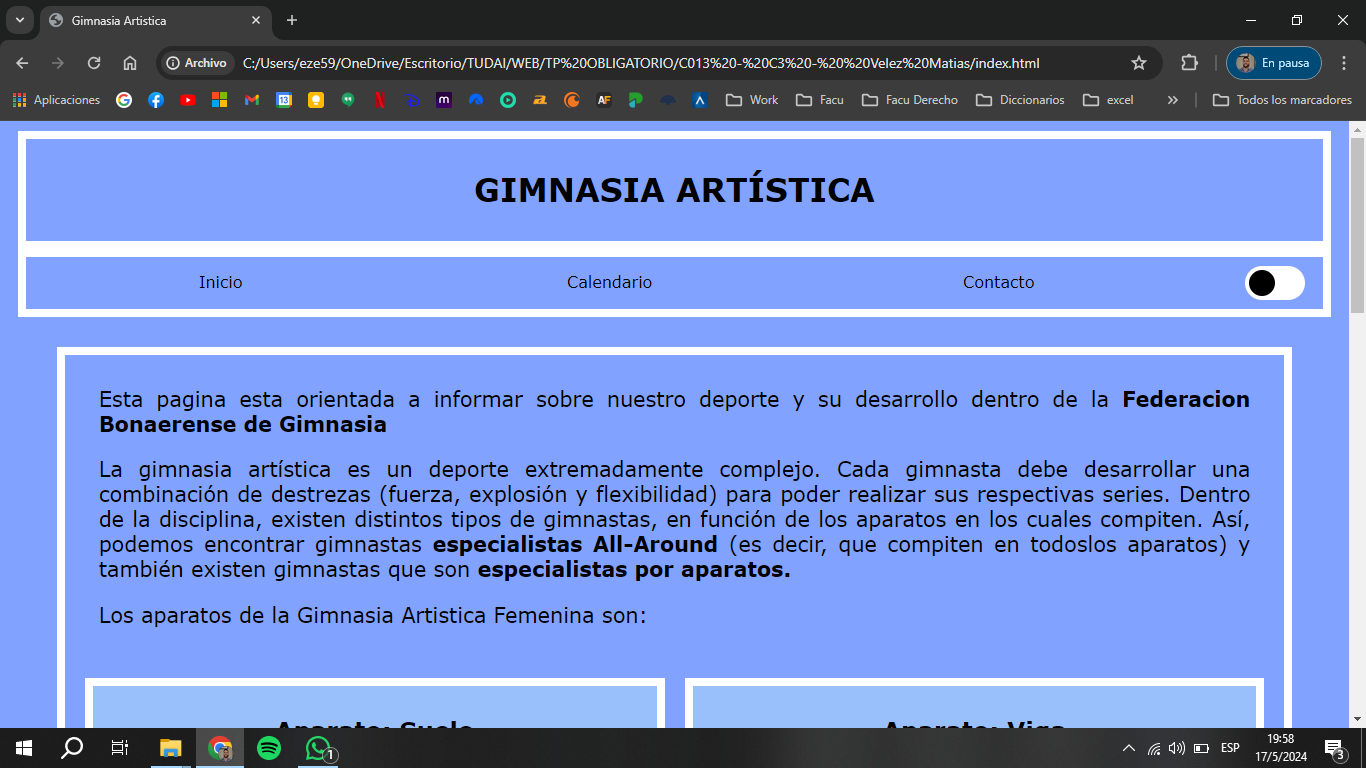 Gimnasia Artistica
Archivo
C:/Users/eze59/OneDrive/Escritorio/TUDAI/WEB/TP%20OBLIGATORIO/C013%20-%20C3%20-%20%20Velez%20Matias/index.html
En pausa
Aplicaciones
13
m
a
AF
Work
Facu
Facu Derecho
Diccionarios
excel
Todos los marcadores
GIMNASIA ARTÍSTICA
Inicio
Calendario
Contacto
Esta pagina esta orientada a informar sobre nuestro deporte y su desarrollo dentro de la Federacion
Bonaerense de Gimnasia
La gimnasia artística es un deporte extremadamente complejo. Cada gimnasta debe desarrollar una
combinación de destrezas (fuerza, explosión y flexibilidad) para poder realizar sus respectivas series. Dentro
de la disciplina, existen distintos tipos de gimnastas, en función de los aparatos en los cuales compiten. Así,
podemos encontrar gimnastas especialistas All-Around (es decir, que compiten en todoslos aparatos) y
también existen gimnastas que son especialistas por aparatos.
Los aparatos de la Gimnasia Artistica Femenina son:
Aparato: Suelo
Aparato: Viga
1
ESP
19:58
17/5/2024
3